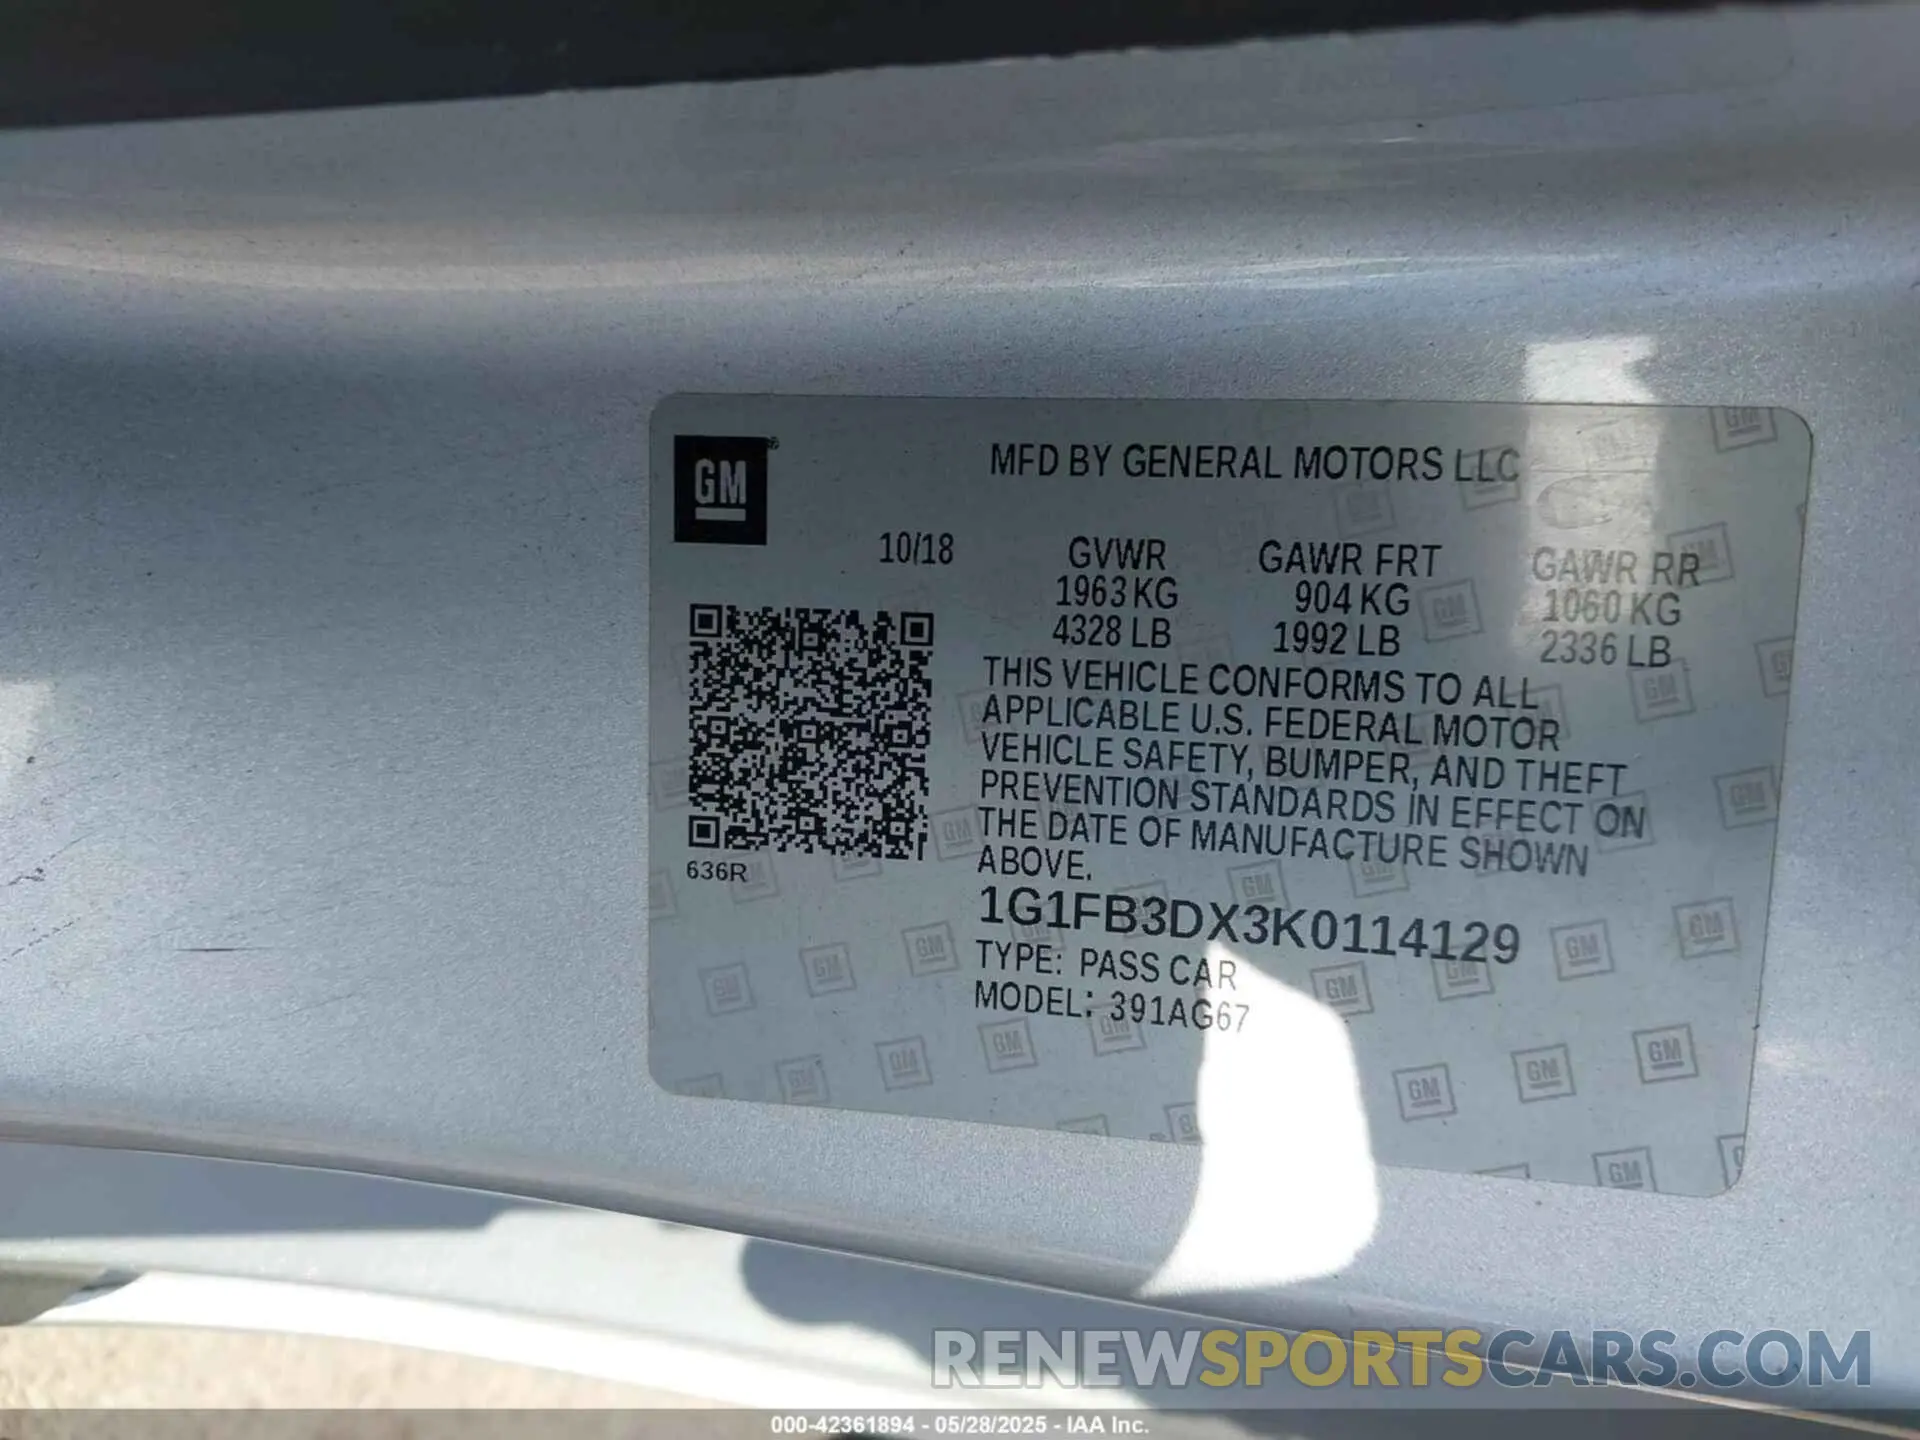 GM®
MFD BY GENERAL MOTORS LLC
10/18
GVWR GAWR FRT GAWR RR
1963 KG 904 KG 1060 KG
4328 LB 1992 LB 2336 LB
THIS VEHICLE CONFORMS TO ALL
APPLICABLE U.S. FEDERAL MOTOR
VEHICLE SAFETY, BUMPER, AND THEFT
PREVENTION STANDARDS IN EFFECT ON
THE DATE OF MANUFACTURE SHOWN
ABOVE.
636R
1G1FB3DX3K0114129
TYPE: PASS CAR
MODEL: 391AG67
RENEWSPORTSCARS.COM
000-42361894 - 05/28/2025 - IAA Inc.